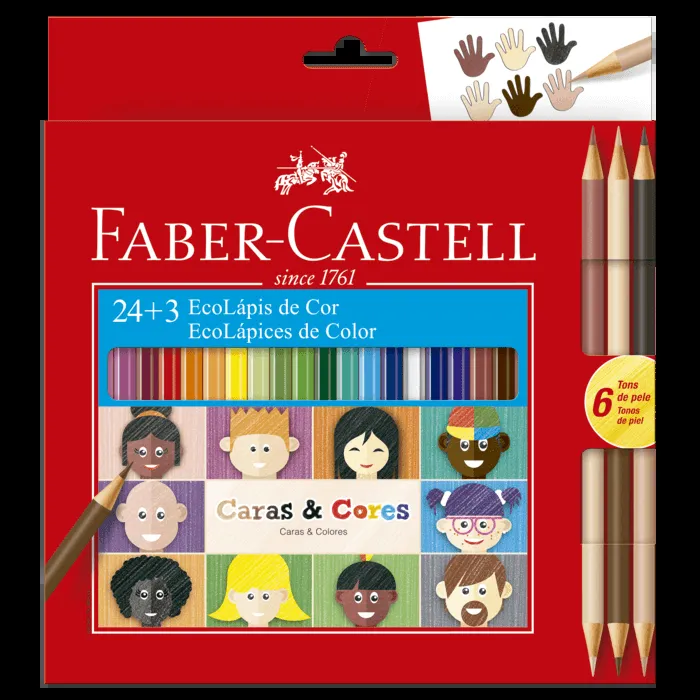 FABER-CASTELL
since 1761
24+3 EcoLápis de Cor
EcoLápices de Color
6 Tons
de pele
Tonos
de piel
Caras & Cores
Caras & Colores